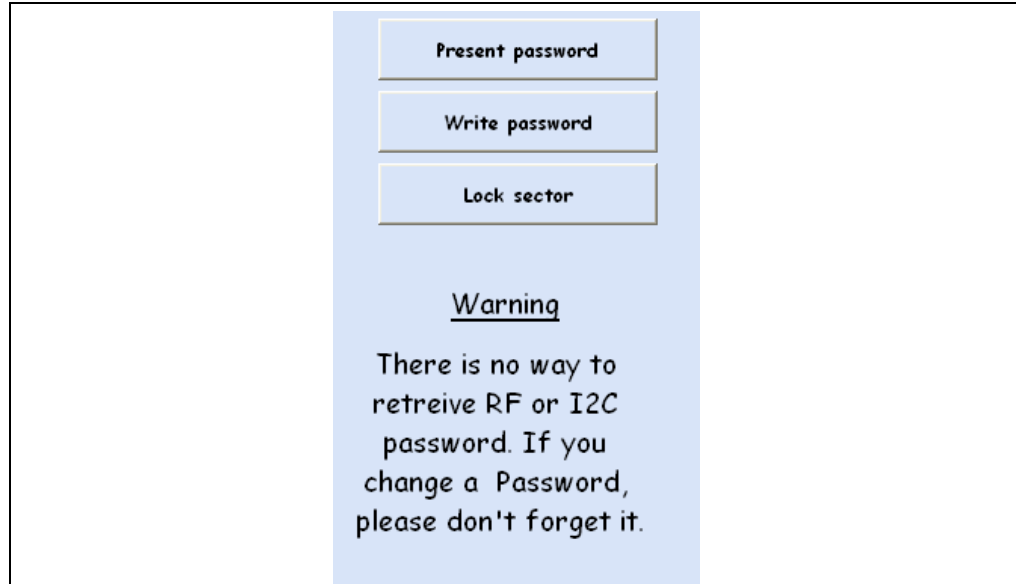 Present password
Write password
Lock sector
Warning
There is no way to
retreive RF or I2C
password. If you
change a  Password,
please don't forget it.